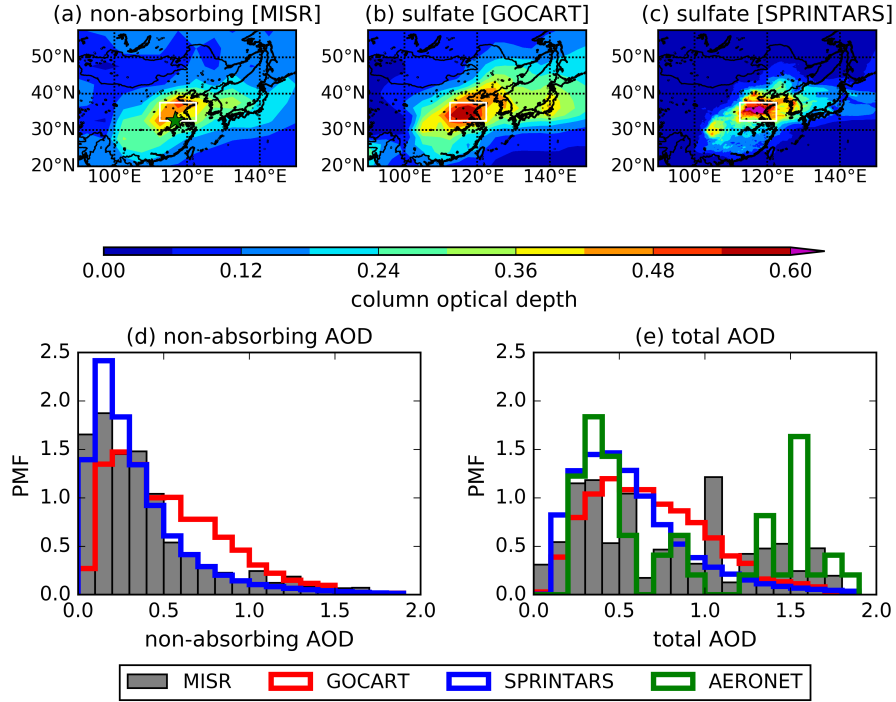 (a) non-absorbing [MISR] (b) sulfate [GOCART] (c) sulfate [SPRINTARS]
50°N 50°N 50°N
40°N 40°N 40°N
30°N 30°N 30°N
20°N 20°N 20°N
100°E 120°E 140°E 100°E 120°E 140°E 100°E 120°E 140°E
0.00 0.12 0.24 0.36 0.48 0.60
column optical depth
(d) non-absorbing AOD
2.5
2.0
1.5
1.0
0.5
0.0
PMF
0.0 0.5 1.0 1.5 2.0
non-absorbing AOD
(e) total AOD
2.5
2.0
1.5
1.0
0.5
0.0
PMF
0.0 0.5 1.0 1.5 2.0
total AOD
MISR GOCART SPRINTARS AERONET